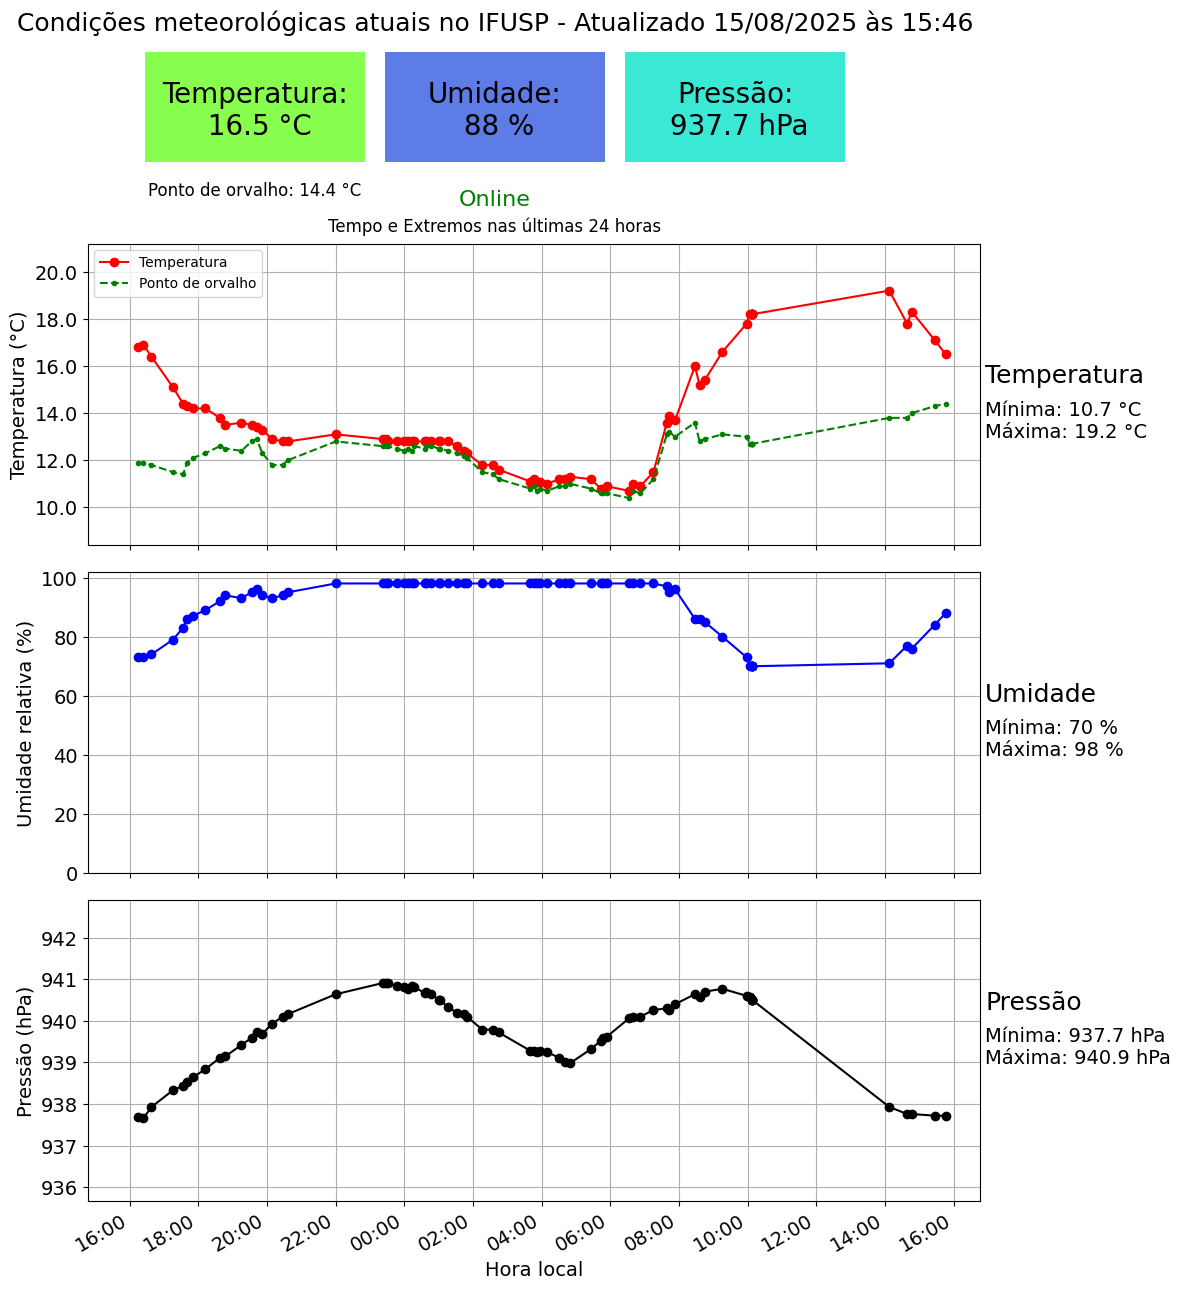 Condições meteorológicas atuais no IFUSP - Atualizado 15/08/2025 às 15:46
Temperatura:
16.5 °C
Umidade:
88 %
Pressão:
937.7 hPa
Ponto de orvalho: 14.4 °C
Online
Tempo e Extremos nas últimas 24 horas
Temperatura
Ponto de orvalho
Temperatura (°C)
20.0
18.0
16.0
14.0
12.0
10.0
Temperatura
Mínima: 10.7 °C
Máxima: 19.2 °C
Umidade relativa (%)
100
80
60
40
20
0
Umidade
Mínima: 70 %
Máxima: 98 %
Pressão (hPa)
942
941
940
939
938
937
936
Pressão
Mínima: 937.7 hPa
Máxima: 940.9 hPa
16:00 18:00 20:00 22:00 00:00 02:00 04:00 06:00 08:00 10:00 12:00 14:00 16:00
Hora local